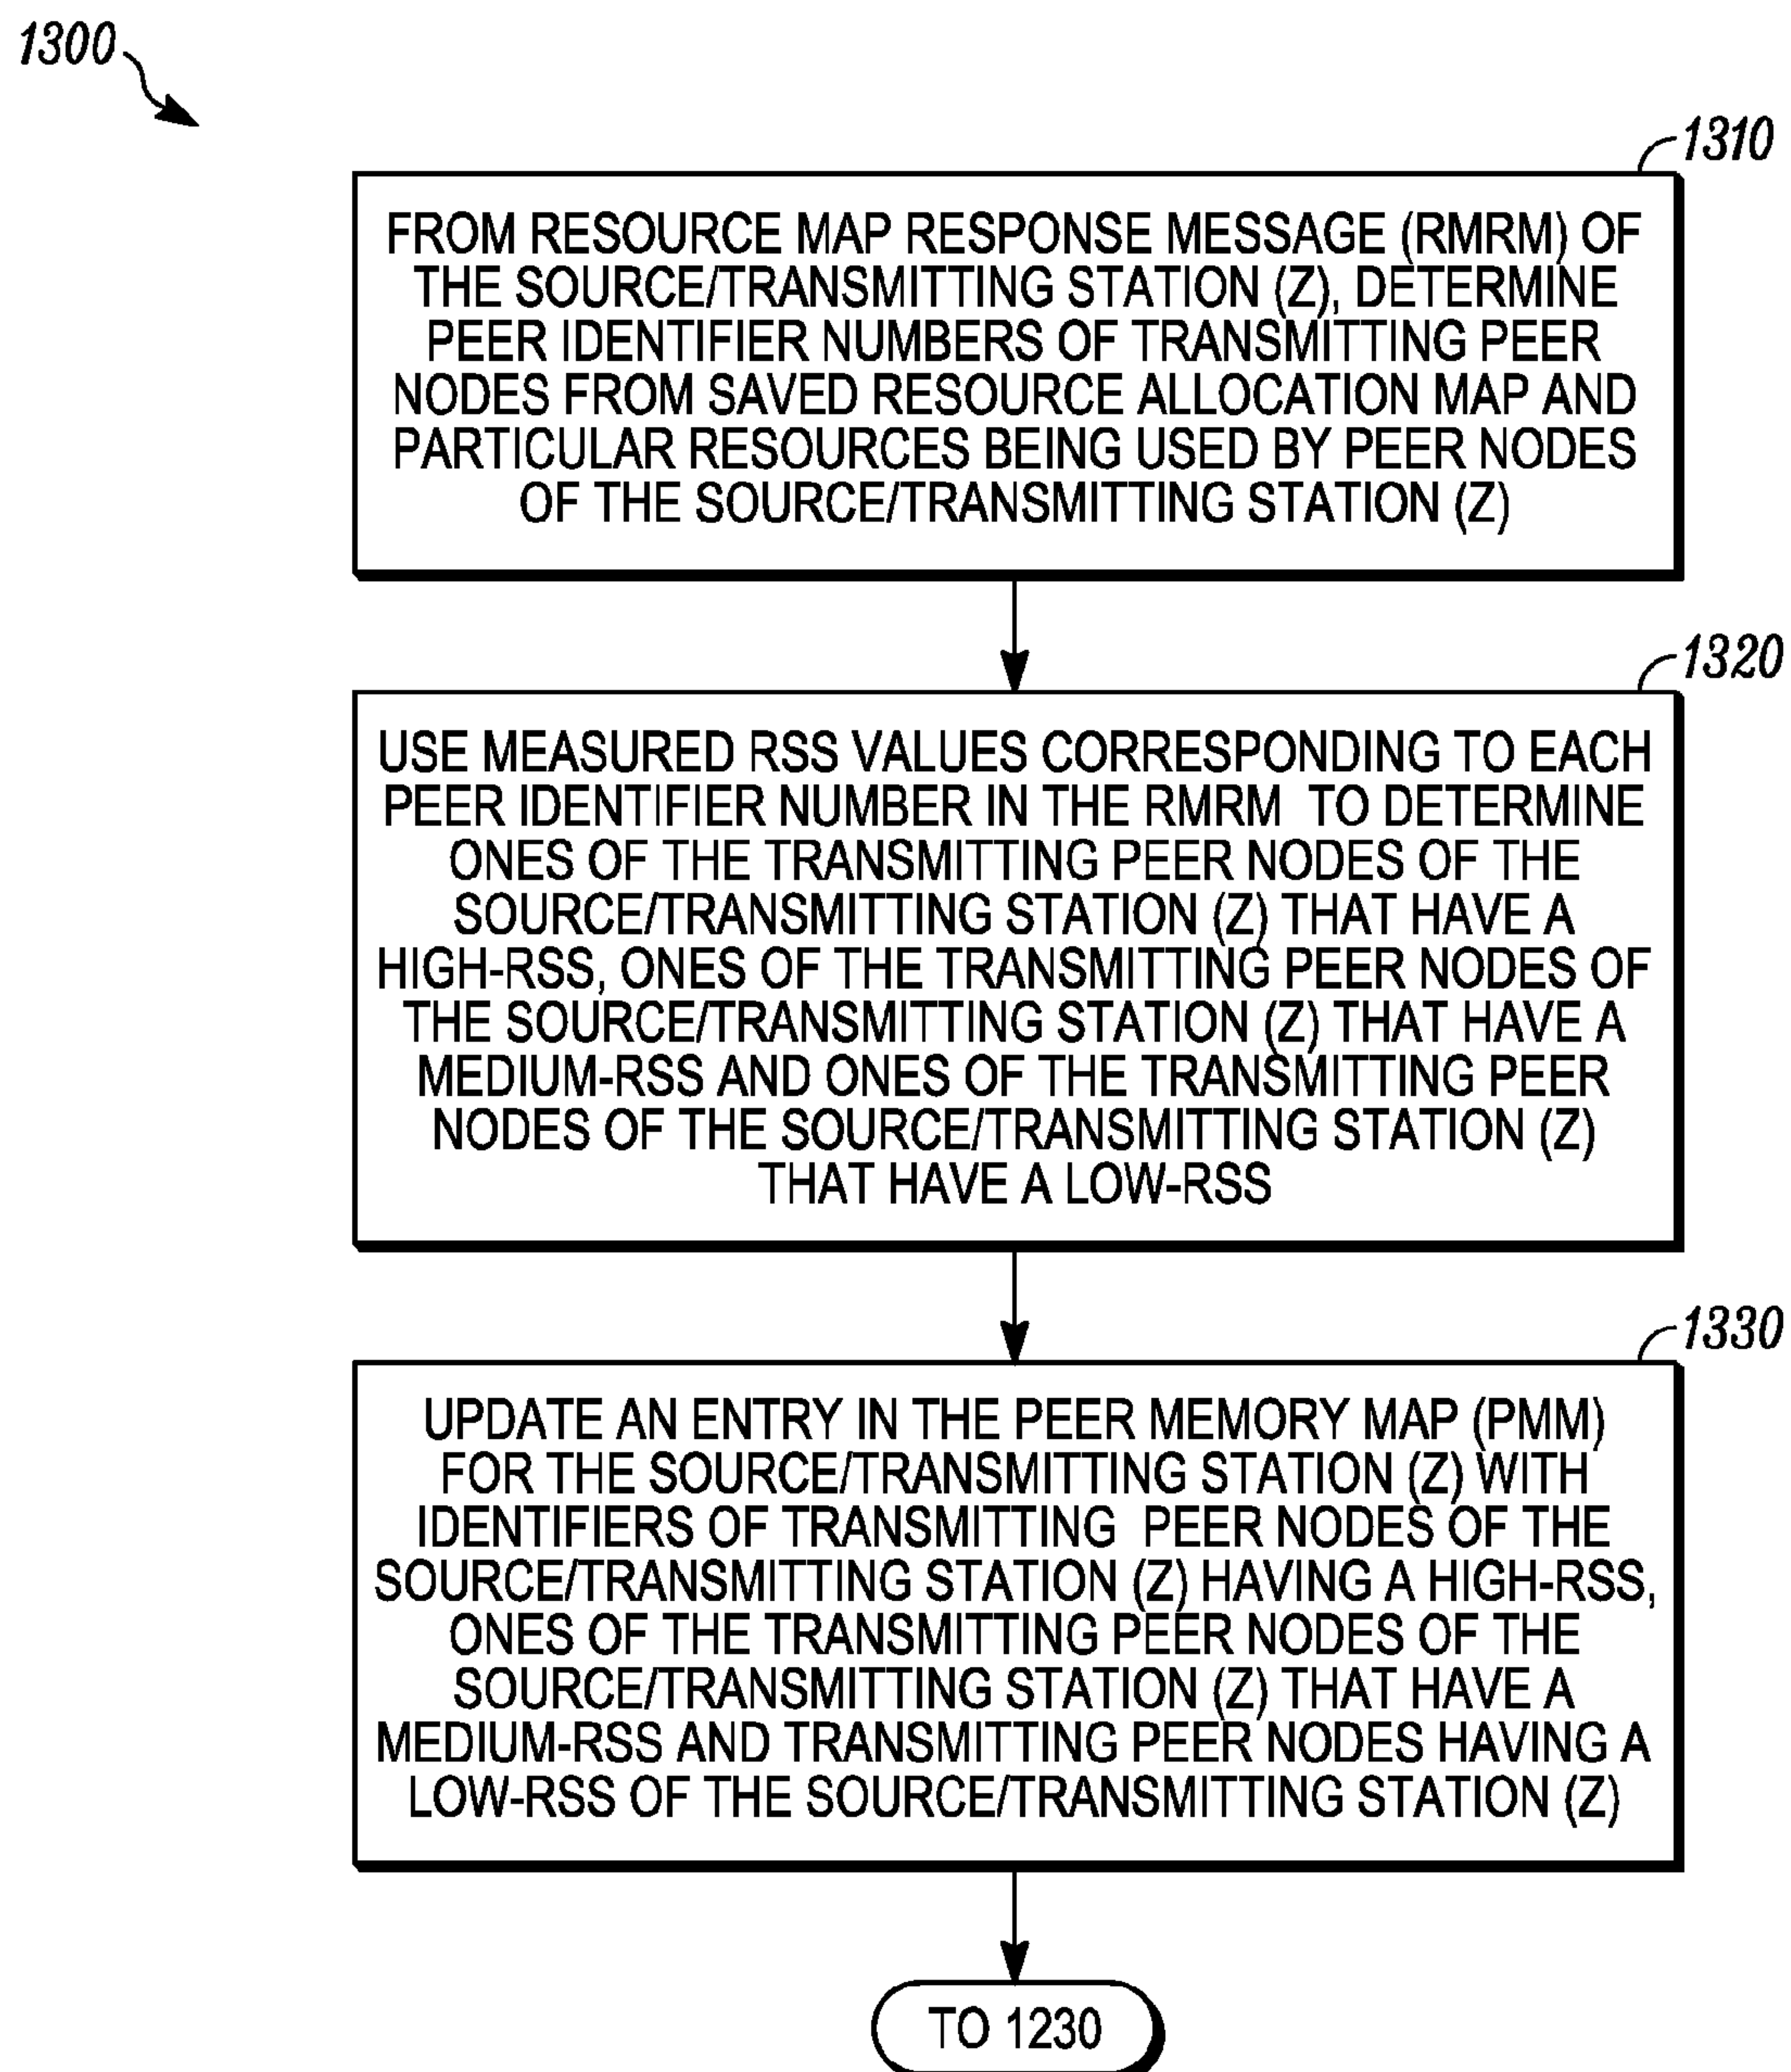 1300
1310
FROM RESOURCE MAP RESPONSE MESSAGE (RMRM) OF
THE SOURCE/TRANSMITTING STATION (Z), DETERMINE
PEER IDENTIFIER NUMBERS OF TRANSMITTING PEER
NODES FROM SAVED RESOURCE ALLOCATION MAP AND
PARTICULAR RESOURCES BEING USED BY PEER NODES
OF THE SOURCE/TRANSMITTING STATION (Z)
1320
USE MEASURED RSS VALUES CORRESPONDING TO EACH
PEER IDENTIFIER NUMBER IN THE RMRM TO DETERMINE
ONES OF THE TRANSMITTING PEER NODES OF THE
SOURCE/TRANSMITTING STATION (Z) THAT HAVE A
HIGH-RSS, ONES OF THE TRANSMITTING PEER NODES OF
THE SOURCE/TRANSMITTING STATION (Z) THAT HAVE A
MEDIUM-RSS AND ONES OF THE TRANSMITTING PEER
NODES OF THE SOURCE/TRANSMITTING STATION (Z)
THAT HAVE A LOW-RSS
1330
UPDATE AN ENTRY IN THE PEER MEMORY MAP (PMM)
FOR THE SOURCE/TRANSMITTING STATION (Z) WITH
IDENTIFIERS OF TRANSMITTING PEER NODES OF THE
SOURCE/TRANSMITTING STATION (Z) HAVING A HIGH-RSS,
ONES OF THE TRANSMITTING PEER NODES OF THE
SOURCE/TRANSMITTING STATION (Z) THAT HAVE A
MEDIUM-RSS AND TRANSMITTING PEER NODES HAVING A
LOW-RSS OF THE SOURCE/TRANSMITTING STATION (Z)
TO 1230